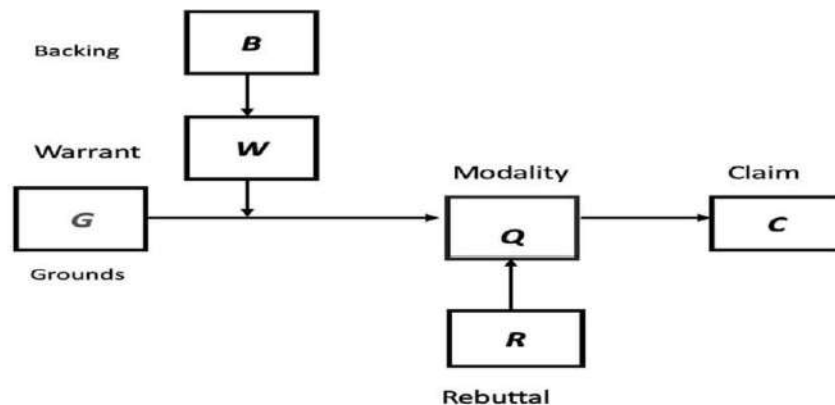 B
Backing
Warrant
W
Modality
Claim
G
Q
C
Grounds
R
Rebuttal